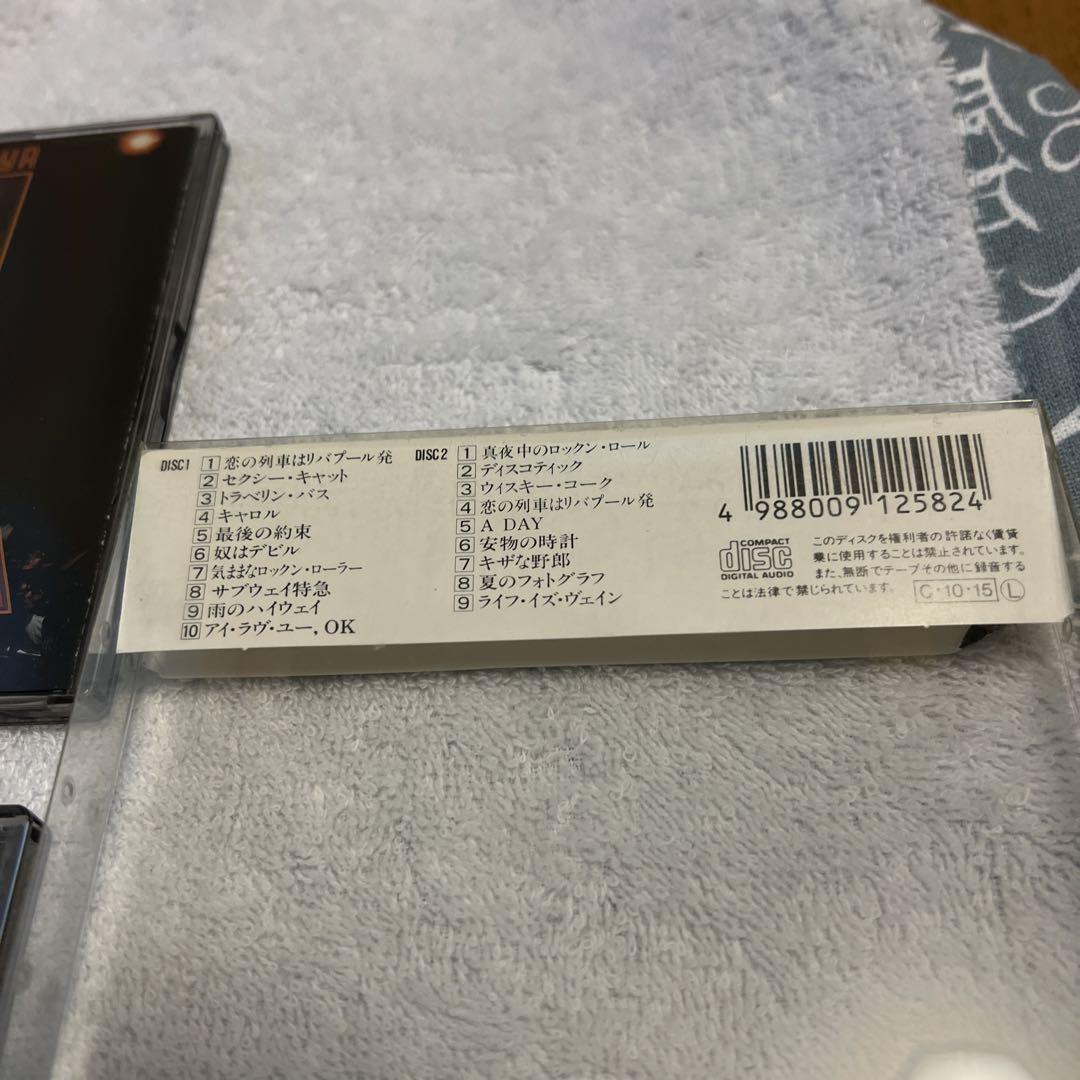 DISC1
1 恋の列車はリバプール発
2 セクシー・キャット
3 トラベリン・バス
4 キャロル
5 最後の約束
6 奴はデビル
7 気ままなロックン・ローラー
8 サブウェイ特急
9 雨のハイウェイ
10 アイ・ラヴ・ユー, OK
DISC2
1 真夜中のロックン・ロール
2 ディスコティック
3 ウィスキー・コーク
4 恋の列車はリバプール発
5 A DAY
6 安物の時計
7 キザな野郎
8 夏のフォトグラフ
9 ライフ・イズ・ヴェイン
4 988009 125824
COMPACT
disc
DIGITAL AUDIO
このディスクを権利者の許諾なく賃貸
業に使用することは禁止されています。
また、無断でテープその他に録音する
ことは法律で禁じられています。
C・10・15 L